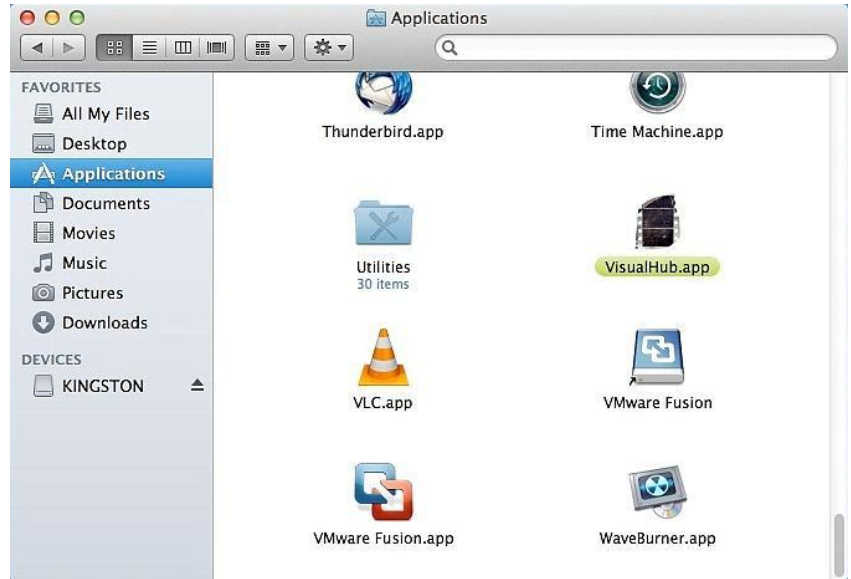 Applications
FAVORITES
All My Files
Desktop
Applications
Documents
Movies
Music
Pictures
Downloads
DEVICES
KINGSTON
Thunderbird.app
Time Machine.app
Utilities
30 items
VisualHub.app
VLC.app
VMware Fusion
VMware Fusion.app
WaveBurner.app